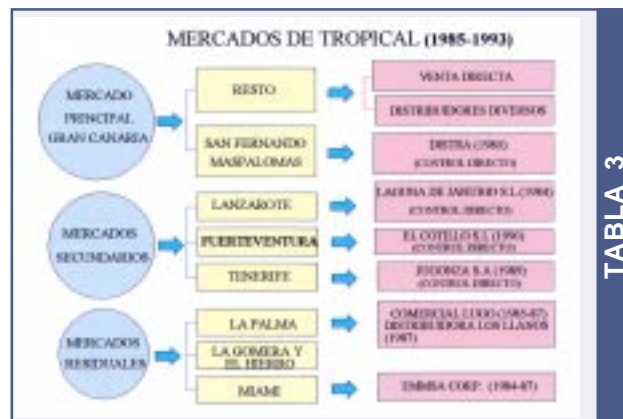 MERCADOS DE TROPICAL (1985-1993)
MERCADO
PRINCIPAL
GRAN CANARIA
RESTO
VENTA DIRECTA
DISTRIBUIDORES DIVERSOS
SAN FERNANDO
MASPALOMAS
DISTRA
(CONTROL DIRECTO)
MERCADOS
SECUNDARIOS
LANZAROTE
LAGUNA DE JANUBIO S.L.
(CONTROL DIRECTO)
FUERTEVENTURA
EL COTILLO S.L. (1990)
(CONTROL DIRECTO)
TENERIFE
S.A.
(CONTROL DIRECTO)
MERCADOS
RESIDUALES
LA PALMA
COMERCIAL LUGO (1985-87)
DISTRIBUIDORA LOS LLANOS
(1987)
LA GOMERA Y
EL HIERRO
MIAMI
CORP. (1984-87)
TABLA 3